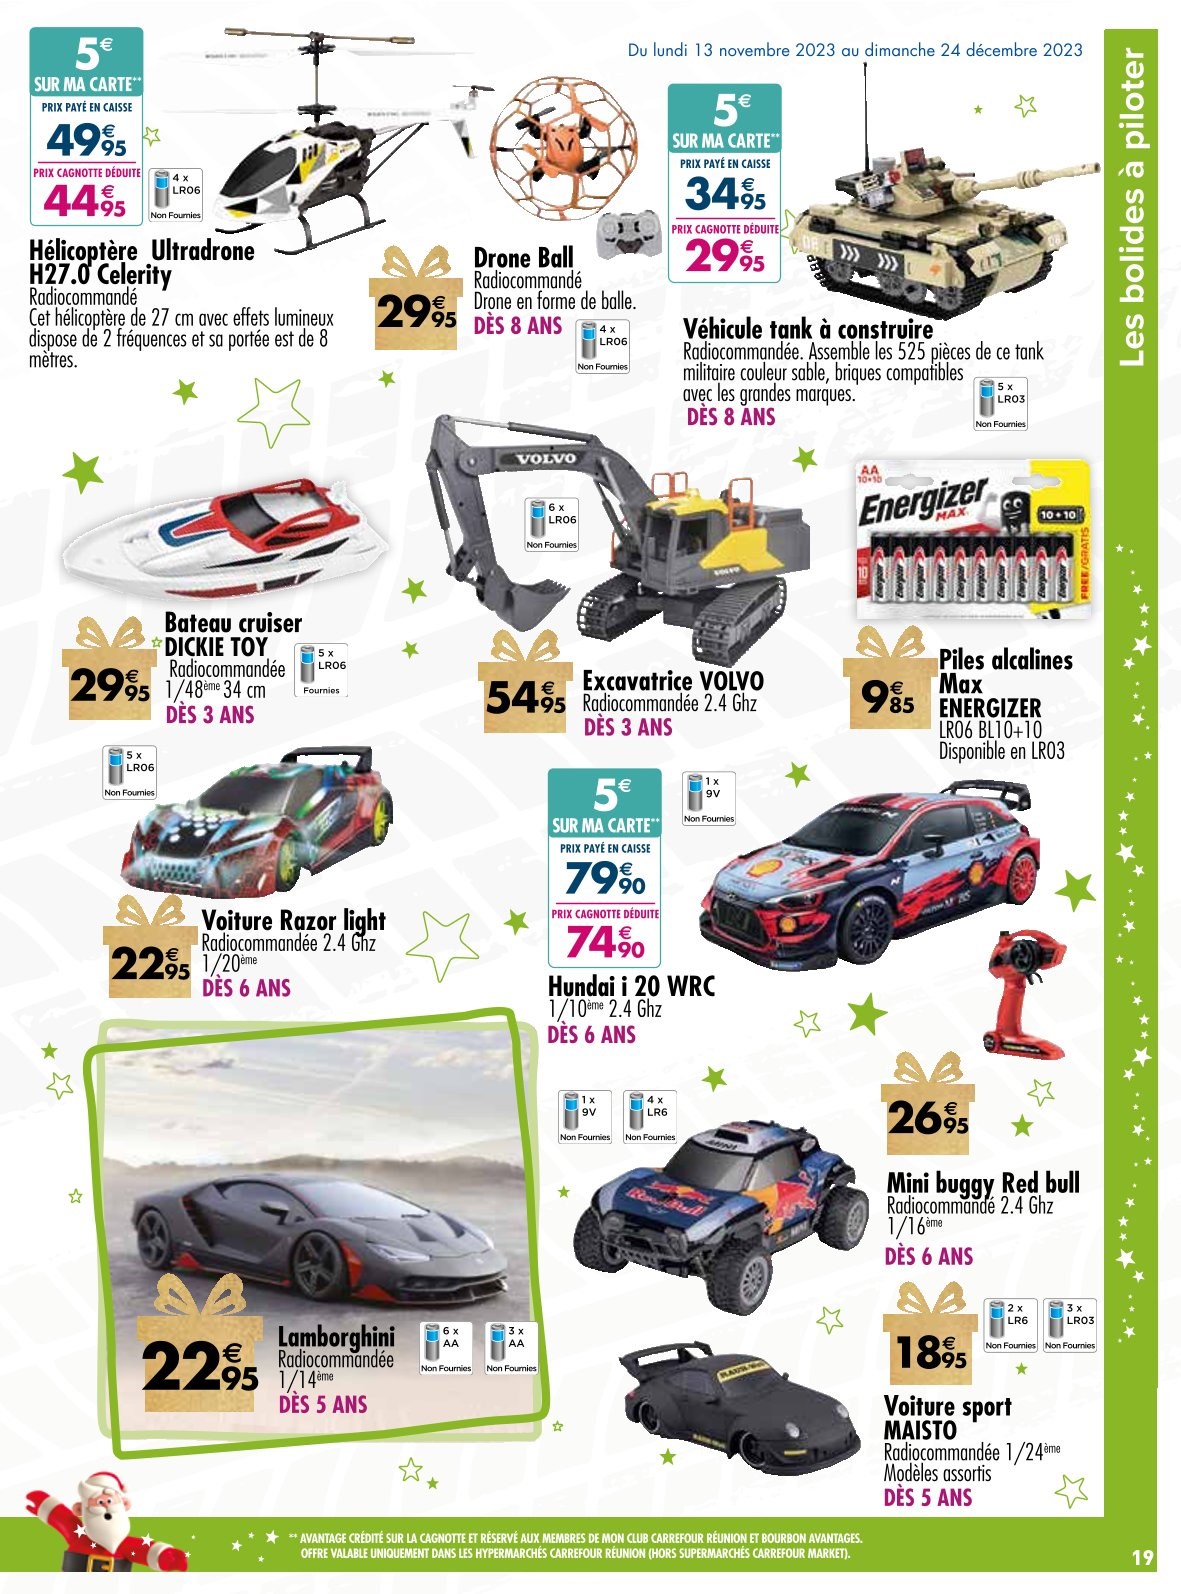 Du lundi 13 novembre 2023 au dimanche 24 décembre 2023
Les bolides à piloter
5€
SUR MA CARTE**
PRIX PAYÉ EN CAISSE
49€95
PRIX CAGNOTTE DÉDUITE
44€95
4 x
LR06
Non Fournies
Hélicoptère Ultradrone
H27.0 Celerity
Radiocommandé
Cet hélicoptère de 27 cm avec effets lumineux
dispose de 2 fréquences et sa portée est de 8
mètres.
29€95
Drone Ball
Radiocommandé
Drone en forme de balle.
DÈS 8 ANS
4 x
LR06
Non Fournies
5€
SUR MA CARTE**
PRIX PAYÉ EN CAISSE
34€95
PRIX CAGNOTTE DÉDUITE
29€95
Véhicule tank à construire
Radiocommandée. Assemble les 525 pièces de ce tank
militaire couleur sable, briques compatibles
avec les grandes marques.
DÈS 8 ANS
5 x
LR03
Non Fournies
29€95
Bateau cruiser
DICKIE TOY
Radiocommandée
1/48ème 34 cm
DÈS 3 ANS
5 x
LR06
Fournies
VOLVO
VOLVO
6 x
LR06
Non Fournies
54€95
Excavatrice VOLVO
Radiocommandée 2.4 Ghz
DÈS 3 ANS
AA
10+10
Energizer
MAX
10+10
FREE/GRATIS
9€85
Piles alcalines
Max
ENERGIZER
LR06 BL10+10
Disponible en LR03
5 x
LR06
Non Fournies
22€95
Voiture Razor light
Radiocommandée 2.4 Ghz
1/20ème
DÈS 6 ANS
5€
SUR MA CARTE**
PRIX PAYÉ EN CAISSE
79€90
PRIX CAGNOTTE DÉDUITE
74€90
1 x
9V
Non Fournies
Hundai i 20 WRC
1/10ème 2.4 Ghz
DÈS 6 ANS
22€95
Lamborghini
Radiocommandée
1/14ème
DÈS 5 ANS
6 x
AA
Non Fournies
3 x
AA
Non Fournies
1 x
9V
Non Fournies
4 x
LR6
Non Fournies
MINI
Red Bull
26€95
Mini buggy Red bull
Radiocommandé 2.4 Ghz
1/16ème
DÈS 6 ANS
18€95
2 x
LR6
Non Fournies
3 x
LR03
Non Fournies
Voiture sport
MAISTO
Radiocommandée 1/24ème
Modèles assortis
DÈS 5 ANS
** AVANTAGE CRÉDITÉ SUR LA CAGNOTTE ET RÉSERVÉ AUX MEMBRES DE MON CLUB CARREFOUR RÉUNION ET BOURBON AVANTAGES.
OFFRE VALABLE UNIQUEMENT DANS LES HYPERMARCHÉS CARREFOUR RÉUNION (HORS SUPERMARCHÉS CARREFOUR MARKET).
19